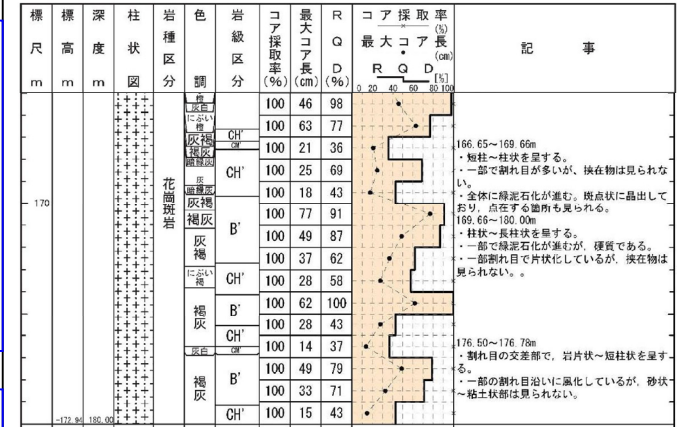 標 標 深 柱 岩 色 岩 コ 最 R コ ア 採 取 率
種 級 ア 大 (%)
尺 高 度 状 区 区 採 コ Q 最 大 コ ア 長 記 事
取 ア (cm)
分 調 分 率 長 D R Q D
m m m 図 (%) (cm) (%) [%]
0 20 40 60 80 100
橙 100 46 98
灰白
にぶい橙 100 63 77
CH'
灰褐 CM' 100 21 36
褐灰
暗緑灰 CH' 100 25 69
灰
暗緑灰 100 18 43
170 灰褐 100 77 91
褐灰 B' 100 49 87
灰褐 100 37 62
にぶい褐 CH' 100 28 58
B' 100 62 100
褐灰 100 28 43
CH' 100 14 37
灰白 CM'
100 49 79
褐灰 B' 100 33 71
CH' 100 15 43
-172.94 180.00
花崗斑岩
166.65~169.66m
・短柱~柱状を呈する。
・一部で割れ目が多いが、挟在物は見られな
い。
・全体に緑泥石化が進む。斑点状に晶出して
おり、点在する箇所も見られる。
169.66~180.00m
・柱状~長柱状を呈する。
・一部で緑泥石化が進むが、硬質である。
・一部割れ目で片状化しているが、挟在物は
見られない。。
176.50~176.78m
・割れ目の交差部で、岩片状~短柱状を呈す
る。
・一部の割れ目沿いに風化しているが、砂状
~粘土状部は見られない。